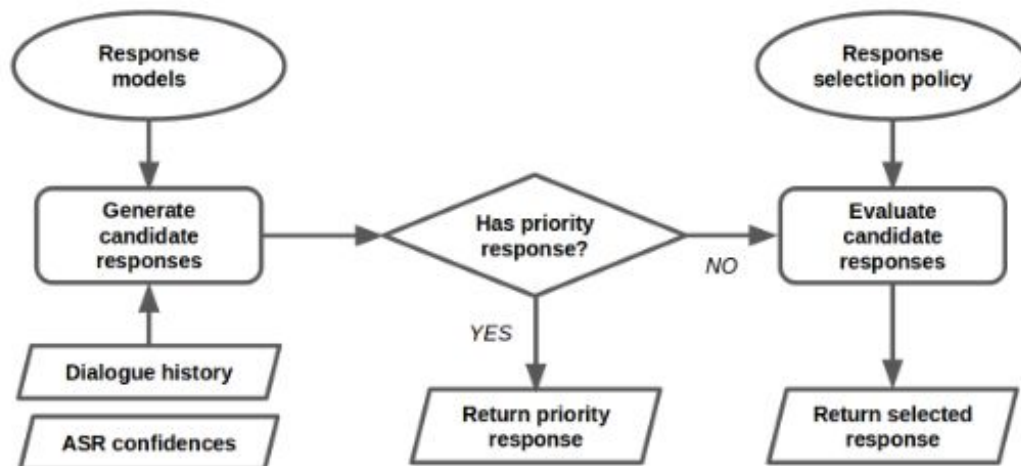 Response
models
Response
selection policy
Generate
candidate
responses
Has priority
response?
NO
Evaluate
candidate
responses
YES
Dialogue history
ASR confidences
Return priority
response
Return selected
response